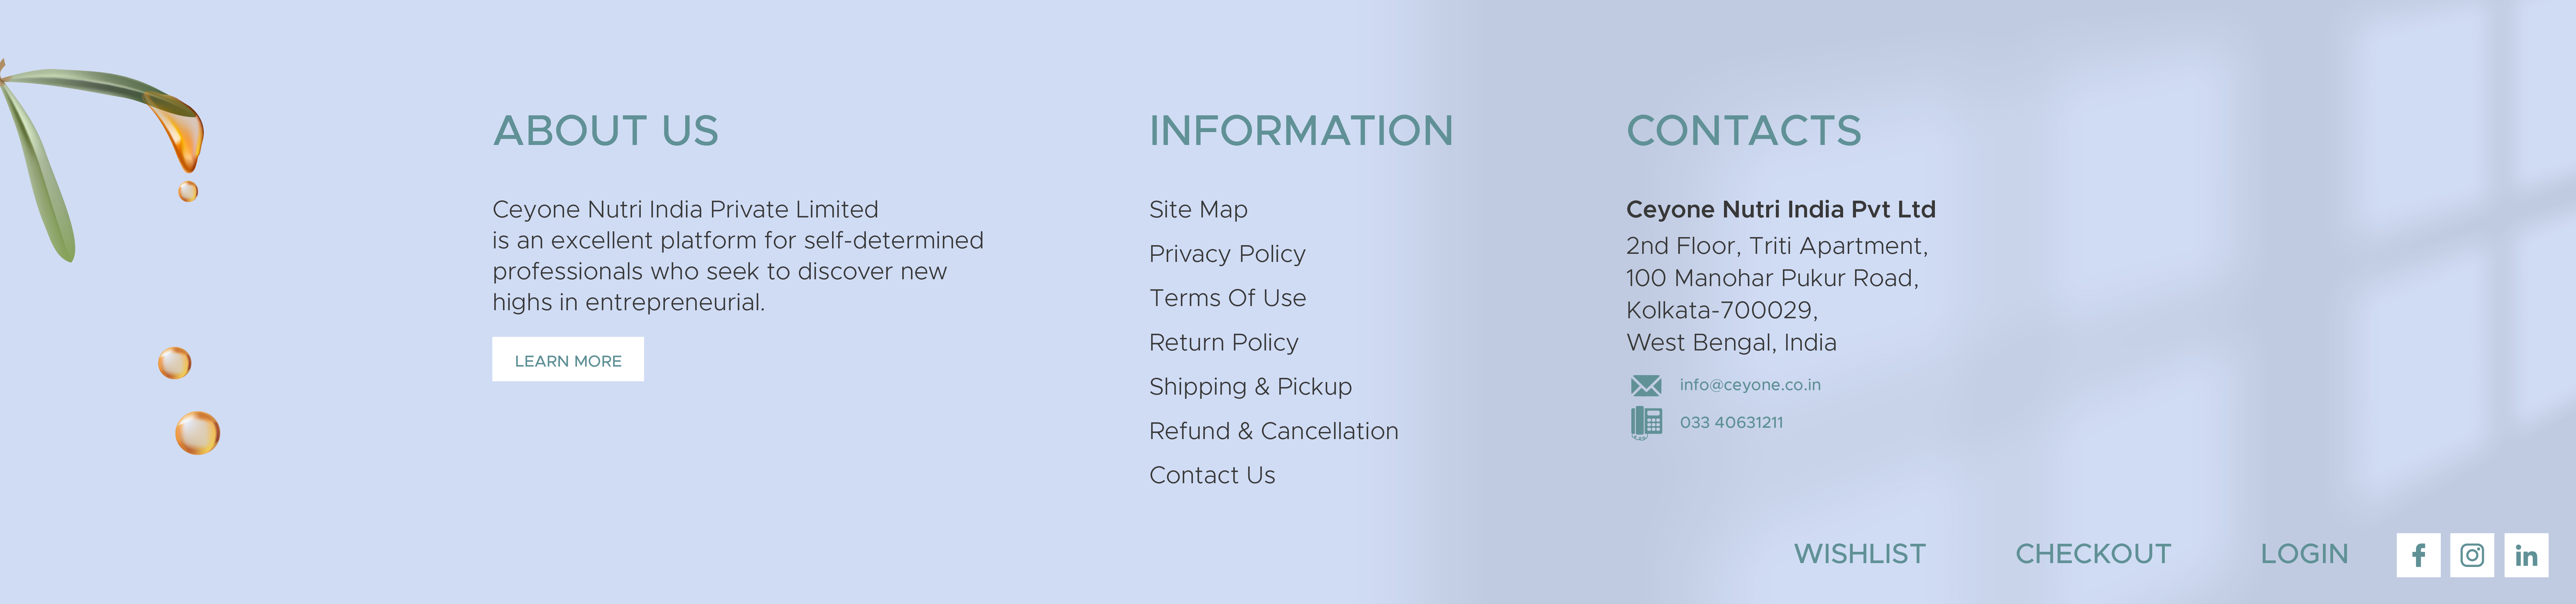 ABOUT US
Ceyone Nutri India Private Limited
is an excellent platform for self-determined
professionals who seek to discover new
highs in entrepreneurial.
LEARN MORE
INFORMATION
Site Map
Privacy Policy
Terms Of Use
Return Policy
Shipping & Pickup
Refund & Cancellation
Contact Us
CONTACTS
Ceyone Nutri India Pvt Ltd
2nd Floor, Triti Apartment,
100 Manohar Pukur Road,
Kolkata-700029,
West Bengal, India
info@ceyone.co.in
033 40631211
WISHLIST
CHECKOUT
LOGIN